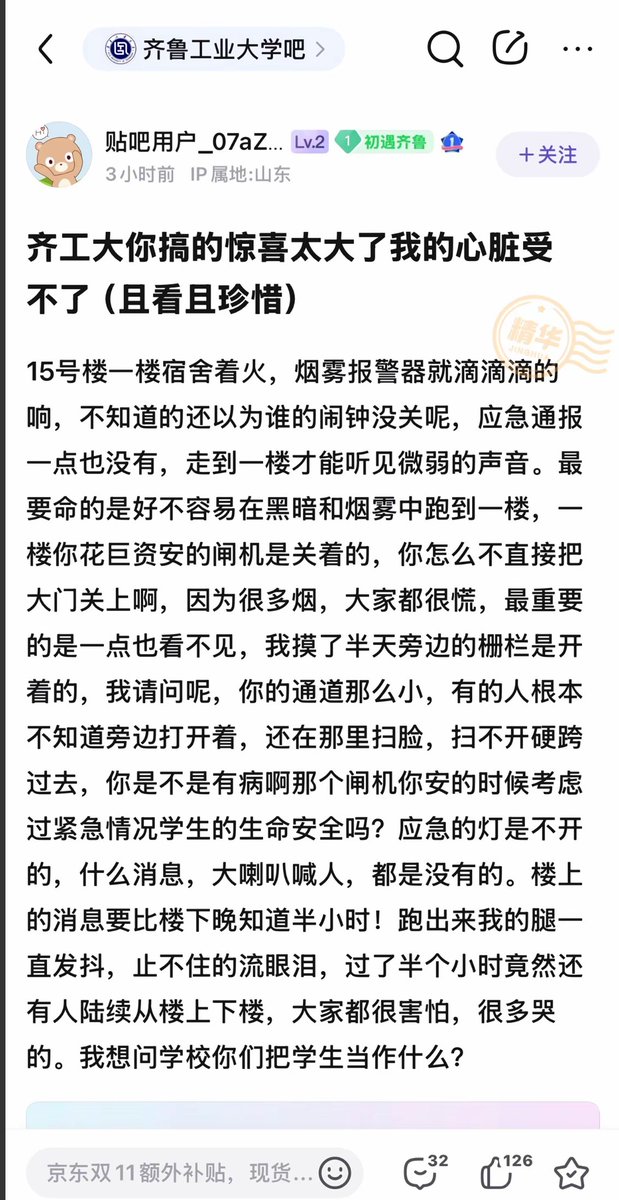 齐鲁工业大学吧
贴吧用户_07aZ... Lv.2 1 初遇齐鲁 1
+关注
3小时前 IP属地:山东
齐工大你搞的惊喜太大了我的心脏受
不了（且看且珍惜）
精华
JINGHUA
15号楼一楼宿舍着火，烟雾报警器就滴滴滴的
响，不知道的还以为谁的闹钟没关呢，应急通报
一点也没有，走到一楼才能听见微弱的声音。最
要命的是好不容易在黑暗和烟雾中跑到一楼，一
楼你花巨资安的闸机是关着的，你怎么不直接把
大门关上啊，因为很多烟，大家都很慌，最重要
的是一点也看不见，我摸了半天旁边的栅栏是开
着的，我请问呢，你的通道那么小，有的人根本
不知道旁边打开着，还在那里扫脸，扫不开硬跨
过去，你是不是有病啊那个闸机你安的时候考虑
过紧急情况学生的生命安全吗？应急的灯是不开
的，什么消息，大喇叭喊人，都是没有的。楼上
的消息要比楼下晚知道半小时！跑出来我的腿一
直发抖，止不住的流眼泪，过了半个小时竟然还
有人陆续从楼上下楼，大家都很害怕，很多哭
的。我想问学校你们把学生当作什么？
京东双11额外补贴，现货... 32 126